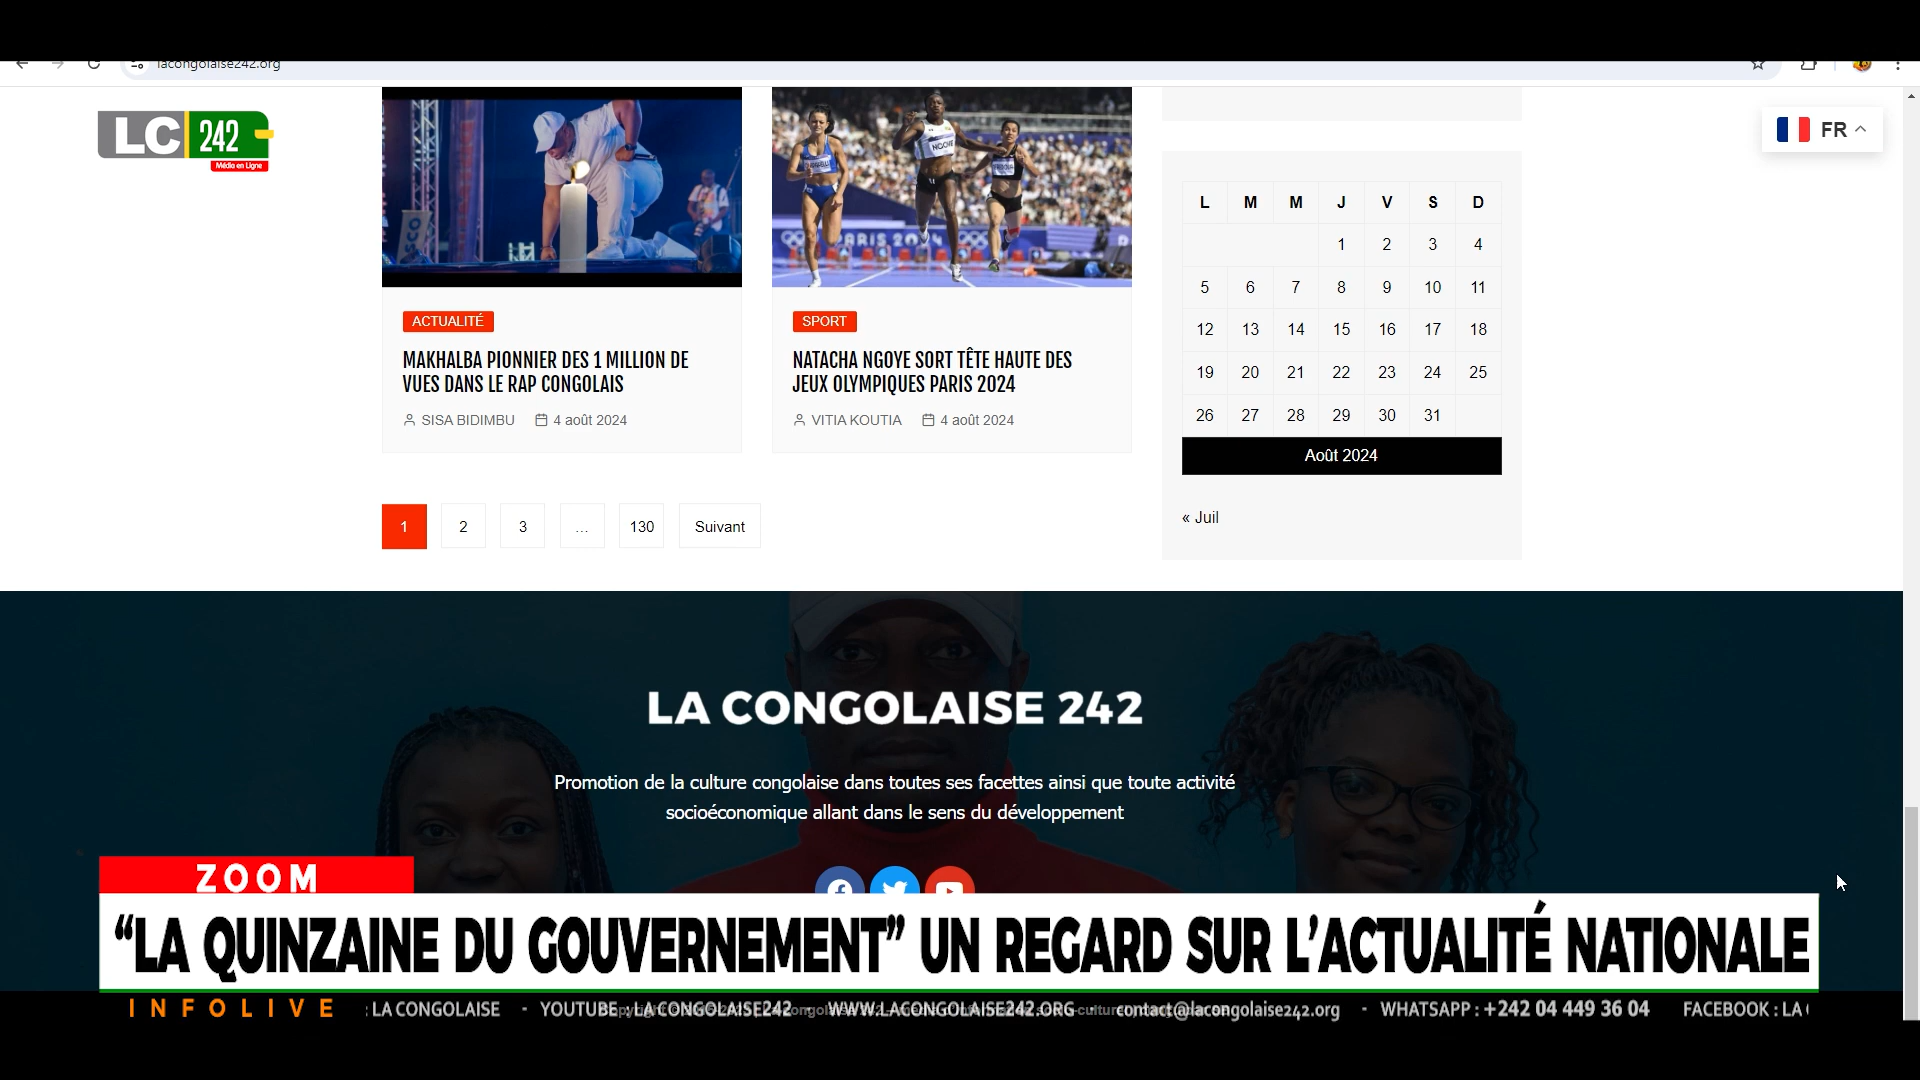 lacongolaise242.org
LC 242
Média en Ligne
FR
NGOYE
PARIS 2024
L M M J V S D
1 2 3 4
5 6 7 8 9 10 11
12 13 14 15 16 17 18
19 20 21 22 23 24 25
26 27 28 29 30 31
Août 2024
« Juil
ACTUALITÉ
MAKHALBA PIONNIER DES 1 MILLION DE
VUES DANS LE RAP CONGOLAIS
SISA BIDIMBU 4 août 2024
SPORT
NATACHA NGOYE SORT TÊTE HAUTE DES
JEUX OLYMPIQUES PARIS 2024
VITIA KOUTIA 4 août 2024
1 2 3 … 130 Suivant
LA CONGOLAISE 242
Promotion de la culture congolaise dans toutes ses facettes ainsi que toute activité
socioéconomique allant dans le sens du développement
ZOOM
“LA QUINZAINE DU GOUVERNEMENT” UN REGARD SUR L’ACTUALITÉ NATIONALE
INFOLIVE : LA CONGOLAISE - YOUTUBE : LA CONGOLAISE242 - WWW.LACONGOLAISE242.ORG - contact@lacongolaise242.org - WHATSAPP : +242 04 449 36 04 FACEBOOK : LA